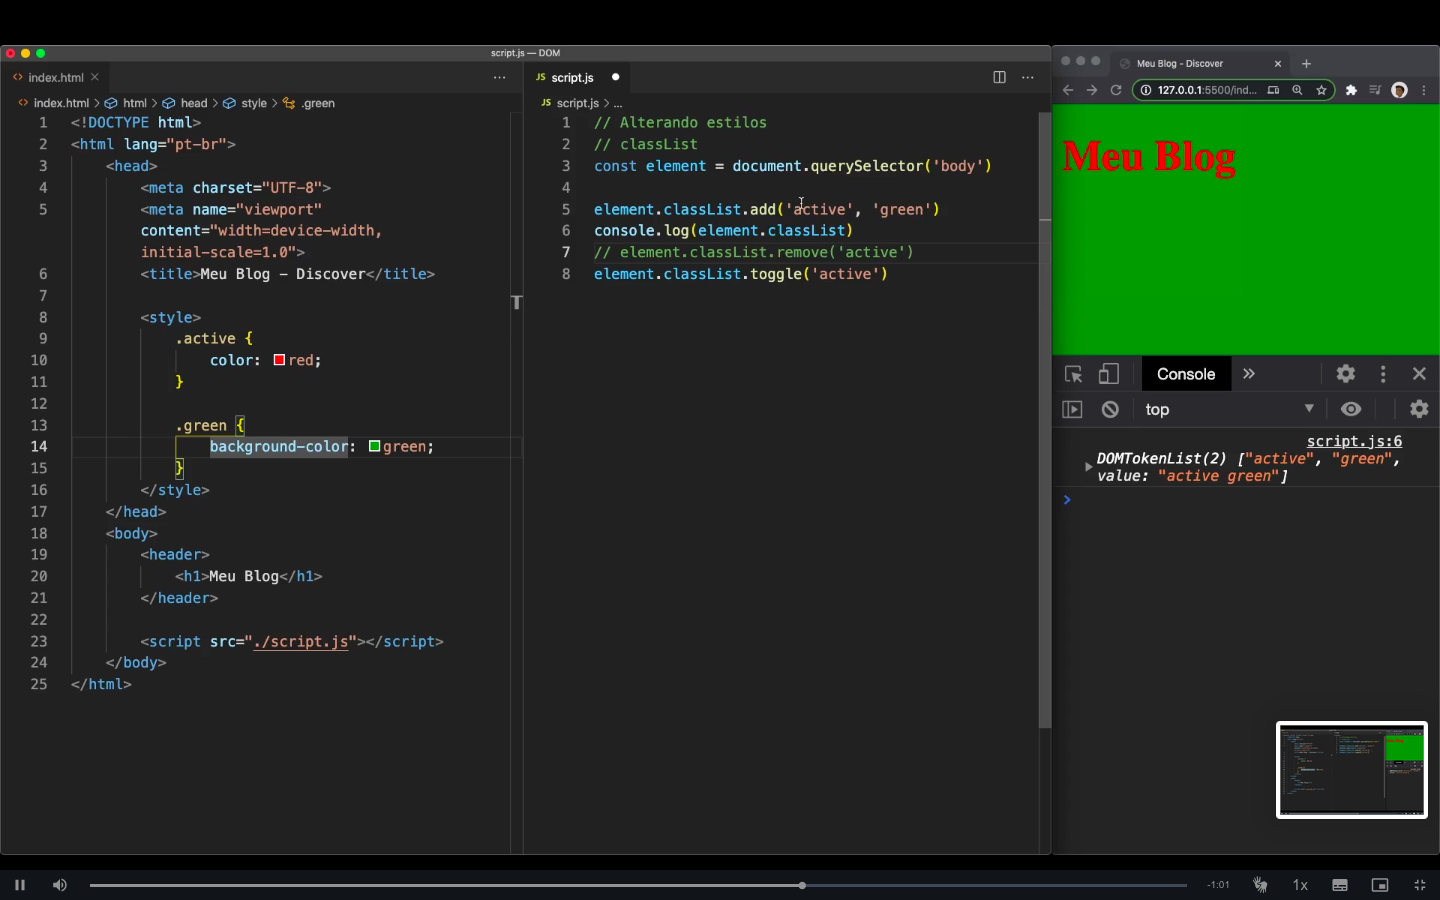 script.js — DOM
index.html
index.html > html > head > style > .green
1 <!DOCTYPE html>
2 <html lang="pt-br">
3 <head>
4 <meta charset="UTF-8">
5 <meta name="viewport"
content="width=device-width,
initial-scale=1.0">
6 <title>Meu Blog - Discover</title>
7
8 <style>
9 .active {
10 color: red;
11 }
12
13 .green {
14 background-color: green;
15 }
16 </style>
17 </head>
18 <body>
19 <header>
20 <h1>Meu Blog</h1>
21 </header>
22
23 <script src="./script.js"></script>
24 </body>
25 </html>
JS script.js
JS script.js > ...
1 // Alterando estilos
2 // classList
3 const element = document.querySelector('body')
4
5 element.classList.add('active', 'green')
6 console.log(element.classList)
7 // element.classList.remove('active')
8 element.classList.toggle('active')
Meu Blog - Discover
127.0.0.1:5500/ind...
Meu Blog
Console
top
script.js:6
DOMTokenList(2) ["active", "green",
value: "active green"]
-1:01
1x